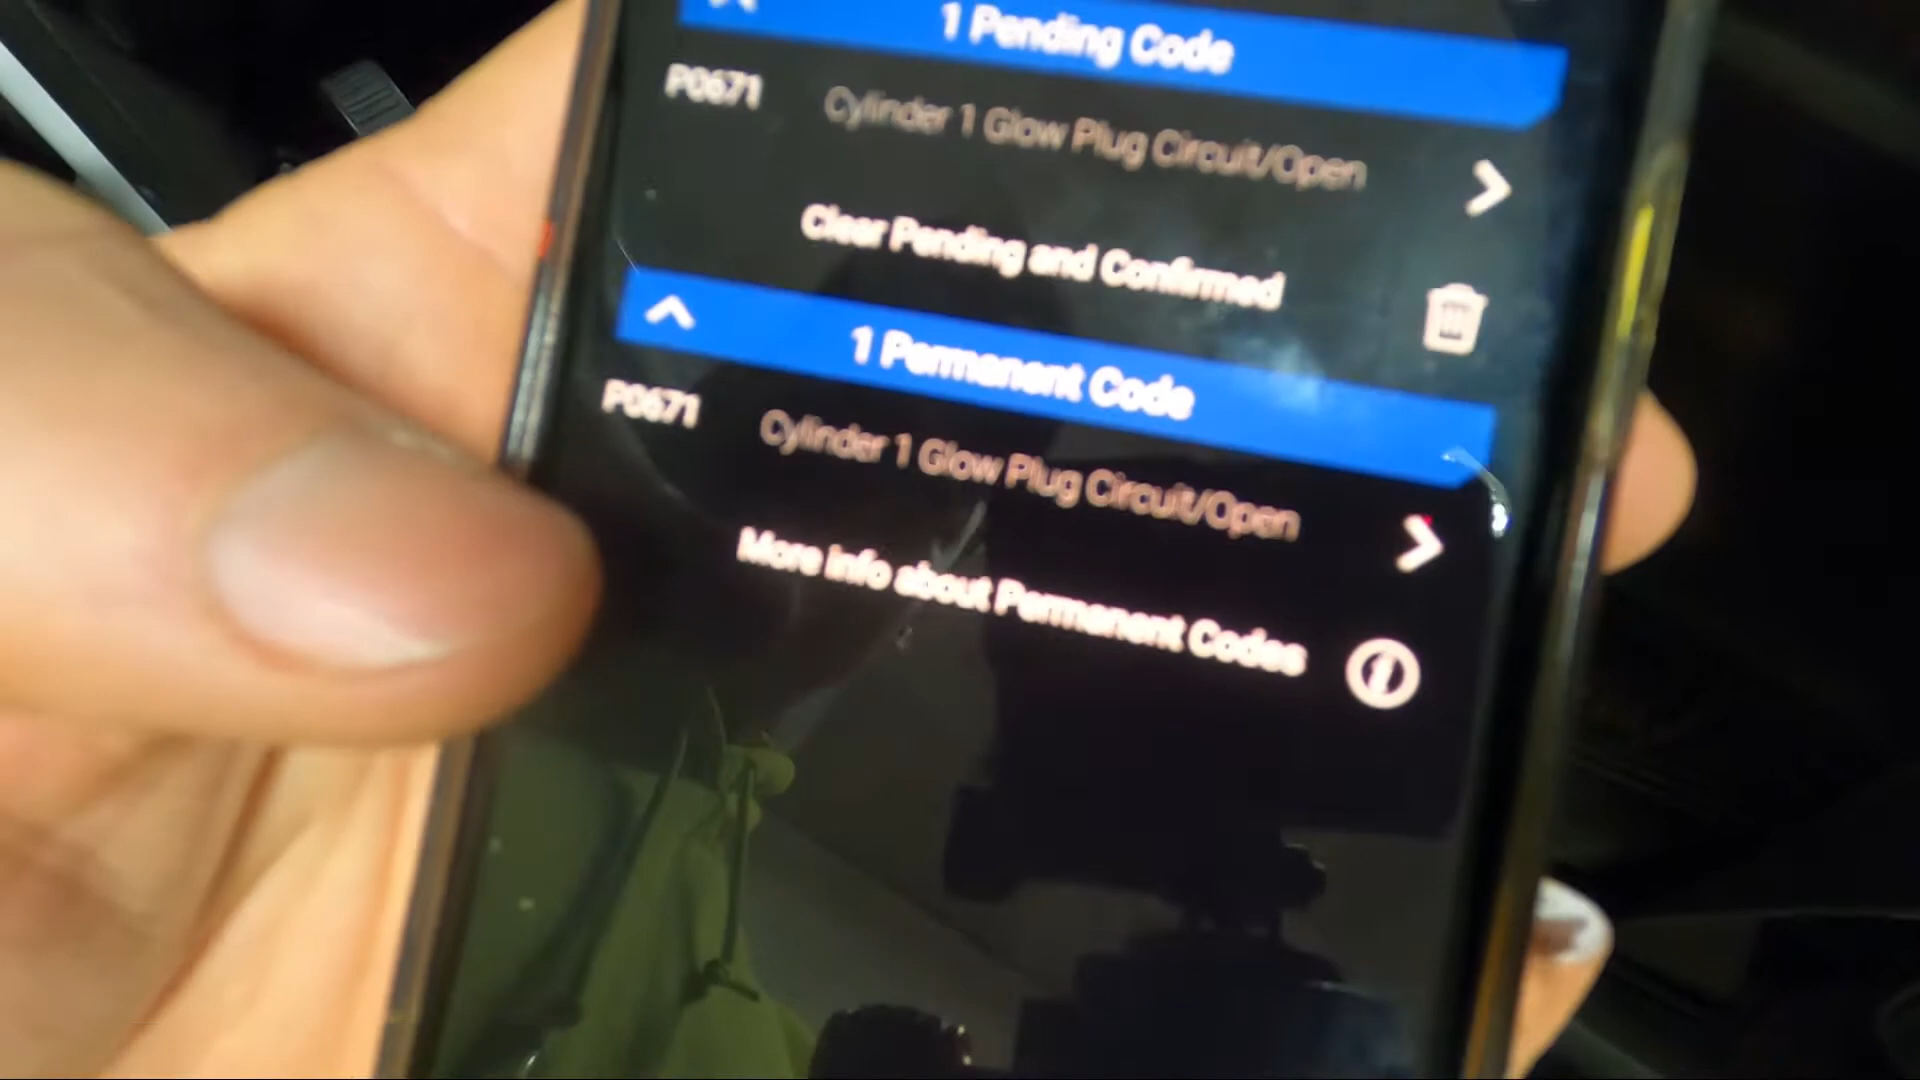 1 Pending Code
P0671 Cylinder 1 Glow Plug Circuit/Open
Clear Pending and Confirmed
1 Permanent Code
P0671 Cylinder 1 Glow Plug Circuit/Open
More info about Permanent Codes